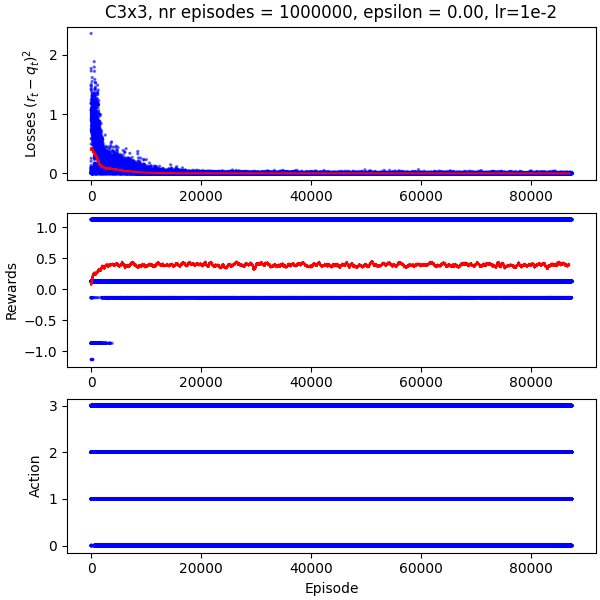 C3x3, nr episodes = 1000000, epsilon = 0.00, lr=1e-2
Losses $(r_t - q_t)^2$
2
1
0
0 20000 40000 60000 80000
Rewards
1.0
0.5
0.0
−0.5
−1.0
0 20000 40000 60000 80000
Action
3
2
1
0
0 20000 40000 60000 80000
Episode